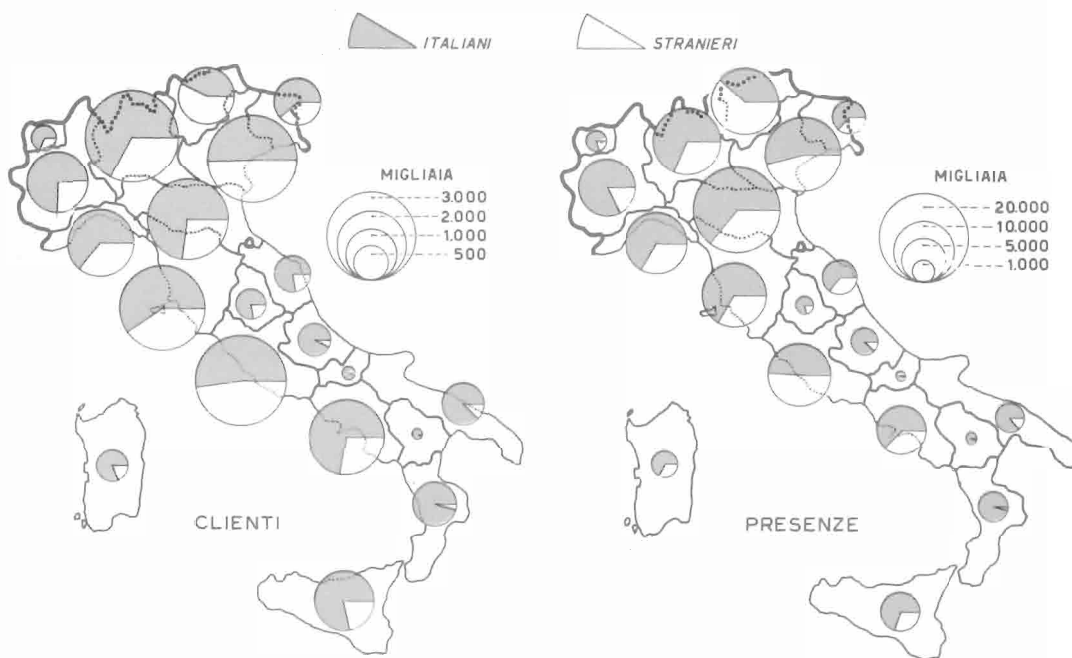 ITALIANI
STRANIERI
MIGLIAIA
3.000
2.000
1.000
500
MIGLIAIA
20.000
10.000
5.000
1.000
CLIENTI
PRESENZE